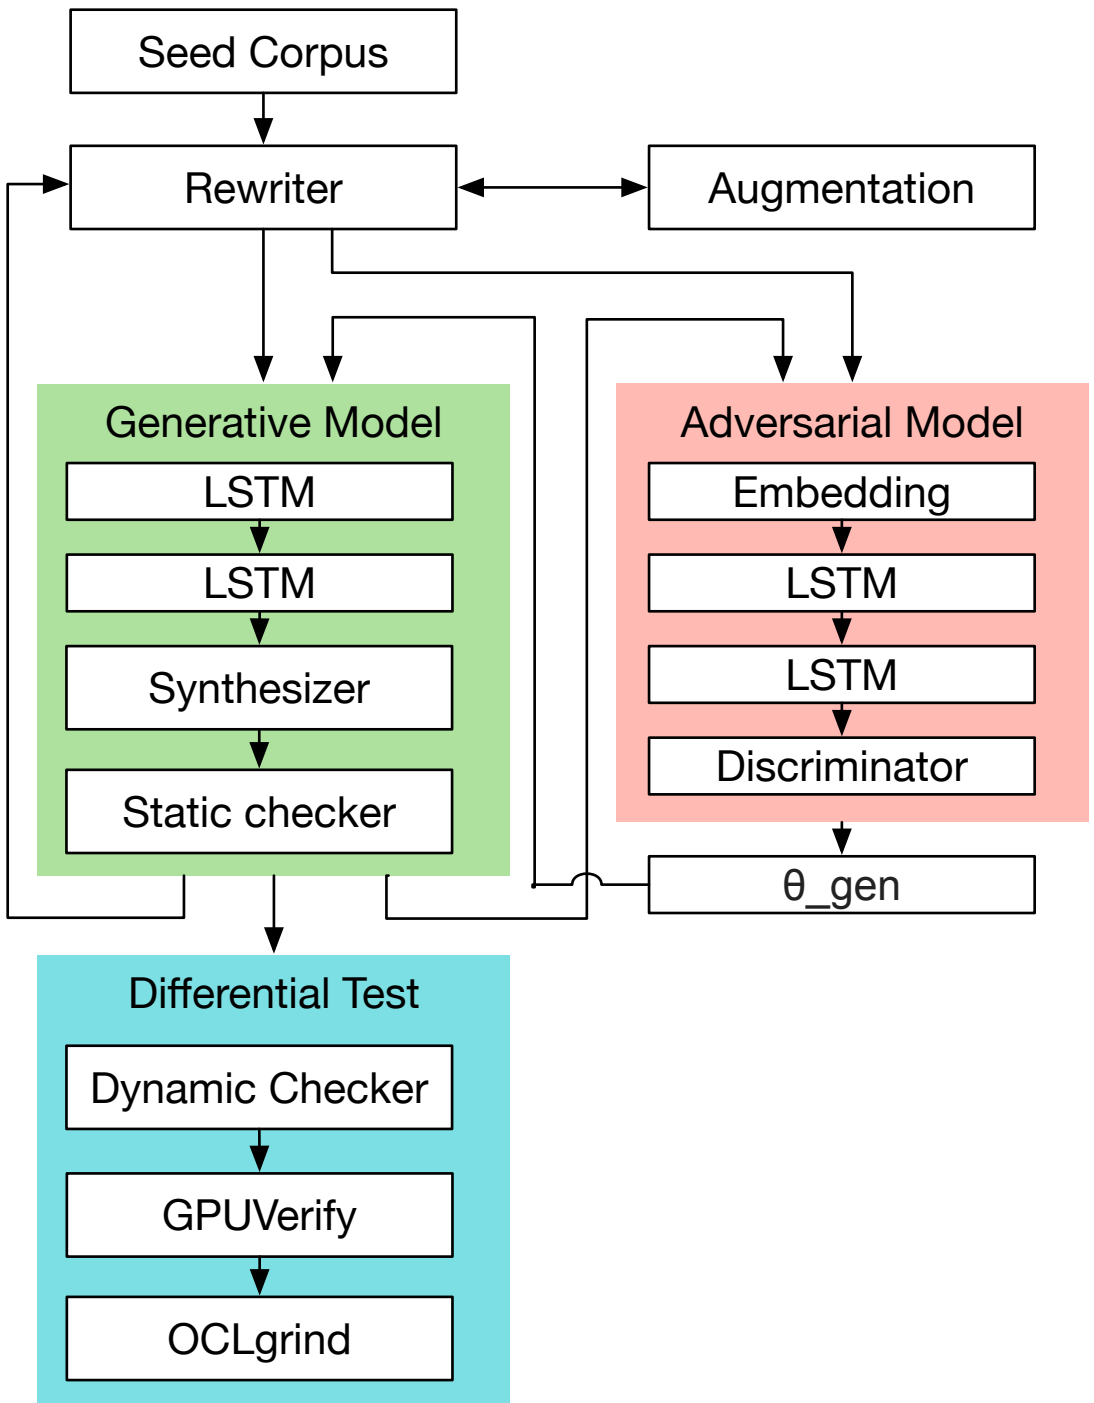 Seed Corpus
Rewriter
Augmentation
Generative Model
LSTM
LSTM
Synthesizer
Static checker
Adversarial Model
Embedding
LSTM
LSTM
Discriminator
θ_gen
Differential Test
Dynamic Checker
GPUVerify
OCLgrind